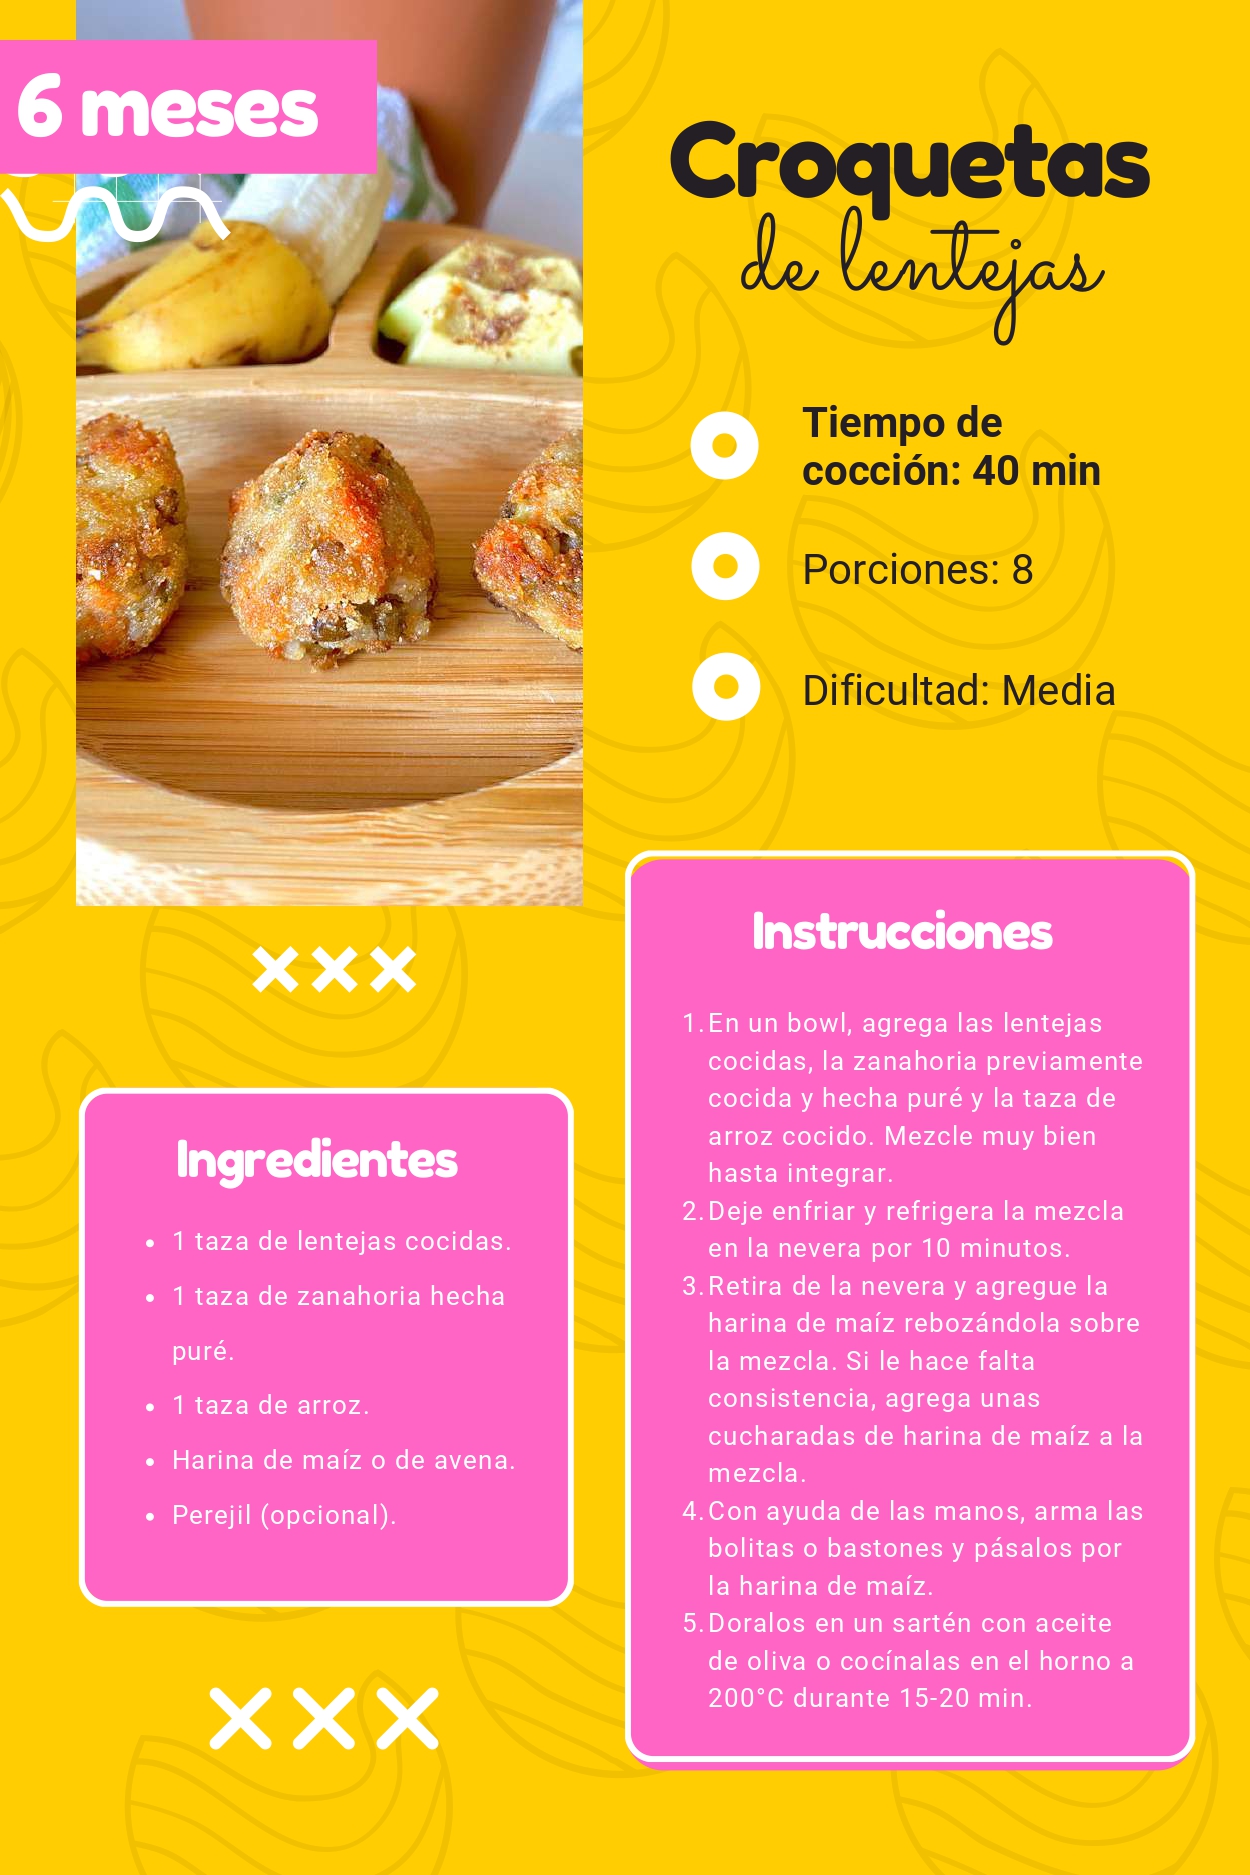 6 meses
Croquetas
de lentejas
Tiempo de
cocción: 40 min
Porciones: 8
Dificultad: Media
Ingredientes
• 1 taza de lentejas cocidas.
• 1 taza de zanahoria hecha
puré.
• 1 taza de arroz.
• Harina de maíz o de avena.
• Perejil (opcional).
Instrucciones
1. En un bowl, agrega las lentejas
cocidas, la zanahoria previamente
cocida y hecha puré y la taza de
arroz cocido. Mezcle muy bien
hasta integrar.
2. Deje enfriar y refrigera la mezcla
en la nevera por 10 minutos.
3. Retira de la nevera y agregue la
harina de maíz rebozándola sobre
la mezcla. Si le hace falta
consistencia, agrega unas
cucharadas de harina de maíz a la
mezcla.
4. Con ayuda de las manos, arma las
bolitas o bastones y pásalos por
la harina de maíz.
5. Doralos en un sartén con aceite
de oliva o cocínalas en el horno a
200°C durante 15-20 min.